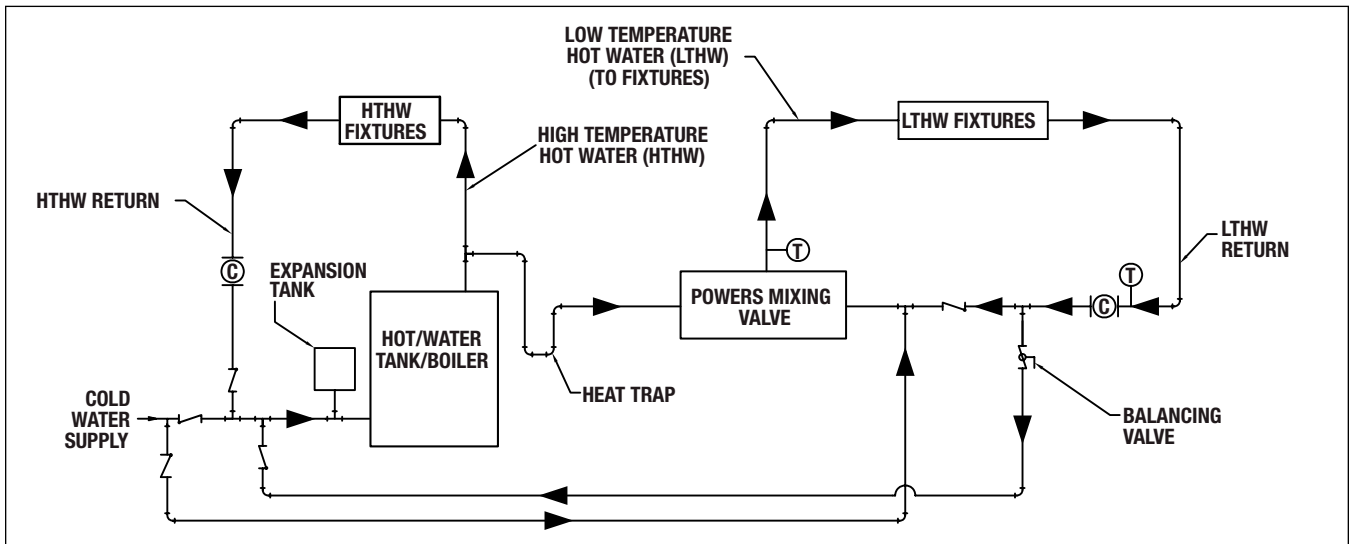 LOW TEMPERATURE
HOT WATER (LTHW)
(TO FIXTURES)
HTHW
FIXTURES
LTHW FIXTURES
HIGH TEMPERATURE
HOT WATER (HTHW)
HTHW RETURN
LTHW
RETURN
C
EXPANSION
TANK
T
T
C
POWERS MIXING
VALVE
HOT/WATER
TANK/BOILER
HEAT TRAP
COLD
WATER
SUPPLY
BALANCING
VALVE